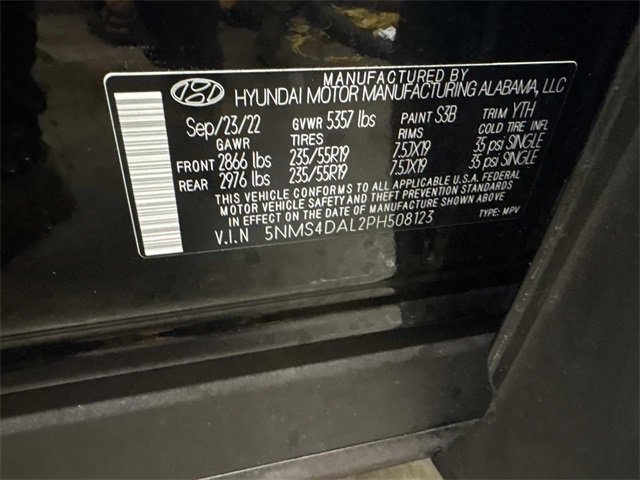 MANUFACTURED BY
HYUNDAI MOTOR MANUFACTURING ALABAMA, LLC
Sep/23/22 GVWR 5357 lbs PAINT S3B TRIM YTH
GAWR TIRES RIMS COLD TIRE INFL
FRONT 2866 lbs 235/55R19 7.5JX19 35 psi SINGLE
REAR 2976 lbs 235/55R19 7.5JX19 35 psi SINGLE
THIS VEHICLE CONFORMS TO ALL APPLICABLE U.S.A. FEDERAL
MOTOR VEHICLE SAFETY AND THEFT PREVENTION STANDARDS
IN EFFECT ON THE DATE OF MANUFACTURE SHOWN ABOVE.
V.I.N 5NMS4DAL2PH508123 TYPE: MPV